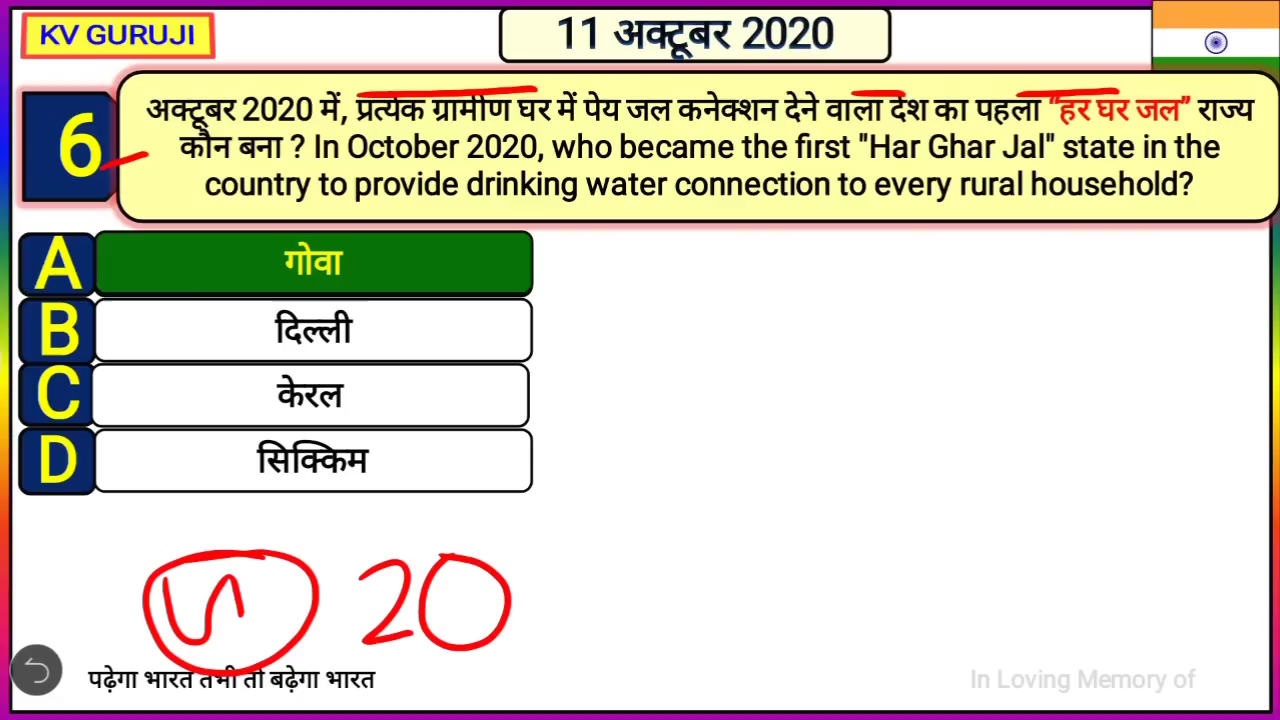 KV GURUJI
11 अक्टूबर 2020
6
अक्टूबर 2020 में, प्रत्येक ग्रामीण घर में पेय जल कनेक्शन देने वाला देश का पहला “हर घर जल” राज्य
कौन बना ? In October 2020, who became the first "Har Ghar Jal" state in the
country to provide drinking water connection to every rural household?
A गोवा
B दिल्ली
C केरल
D सिक्किम
20
पढ़ेगा भारत तभी तो बढ़ेगा भारत
In Loving Memory of